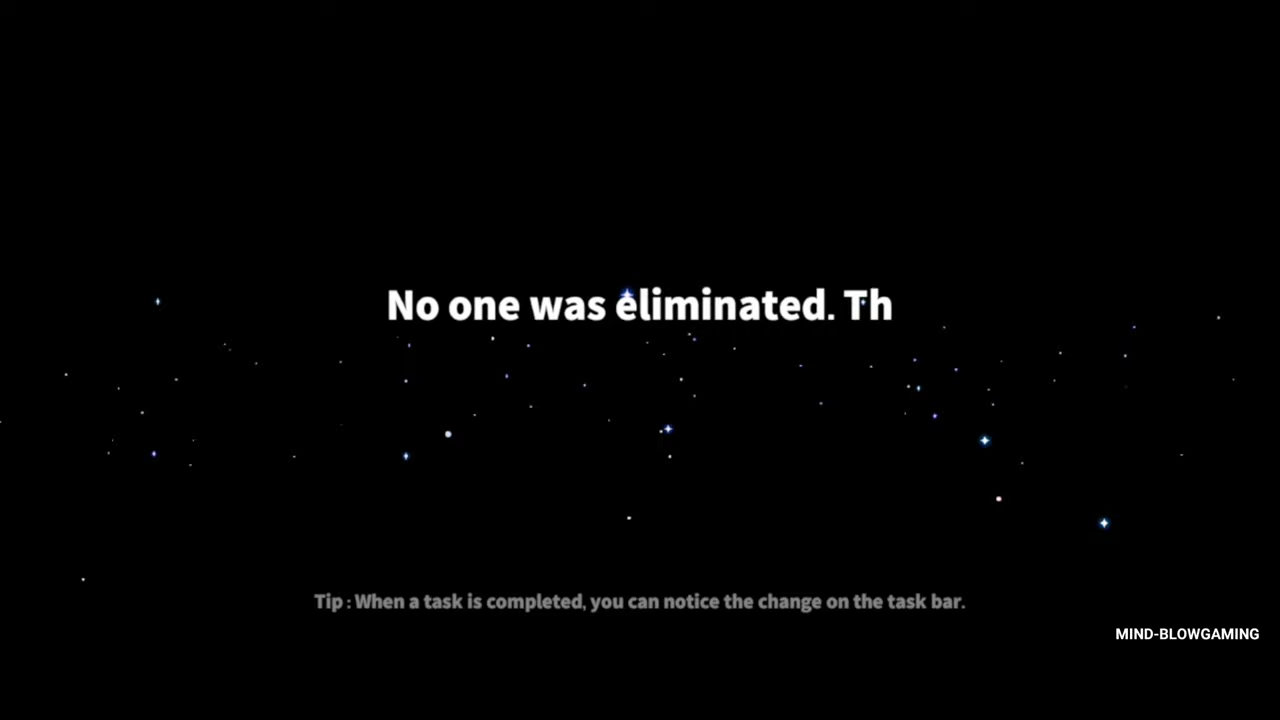 No one was eliminated. Th
Tip : When a task is completed, you can notice the change on the task bar.
MIND-BLOWGAMING